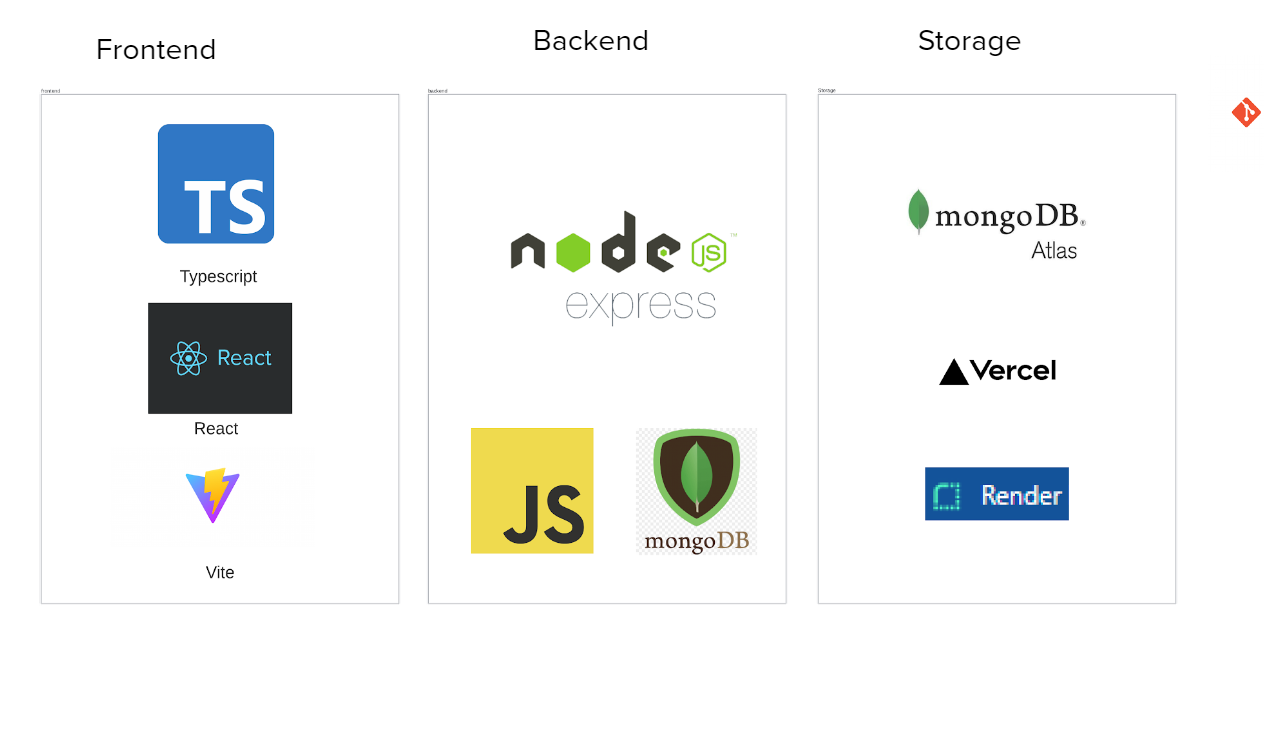 Frontend
Backend
Storage
frontend
backend
Storage
TS
Typescript
React
React
Vite
node JS ™
express
JS
mongoDB
mongoDB®
Atlas
Vercel
Render